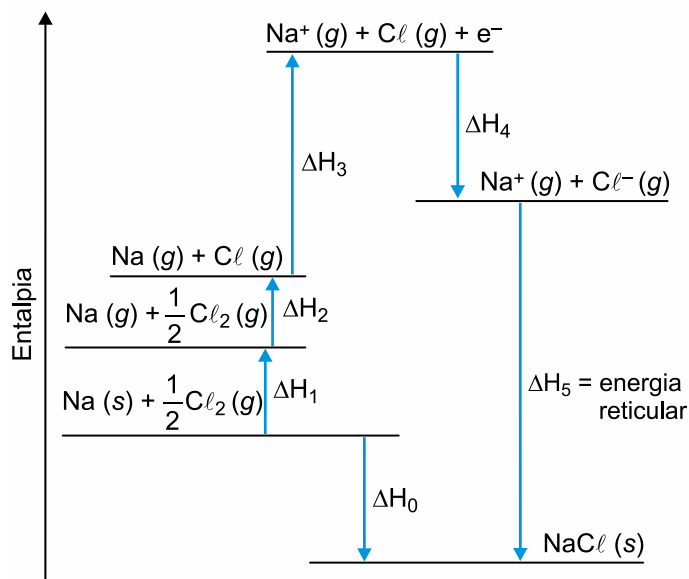 Entalpia
Na⁺ (g) + Cℓ (g) + e⁻
ΔH₄
ΔH₃
Na⁺ (g) + Cℓ⁻ (g)
Na (g) + Cℓ (g)
Na (g) + 1/2 Cℓ₂ (g)
ΔH₂
Na (s) + 1/2 Cℓ₂ (g)
ΔH₁
ΔH₅ = energia
reticular
ΔH₀
NaCℓ (s)